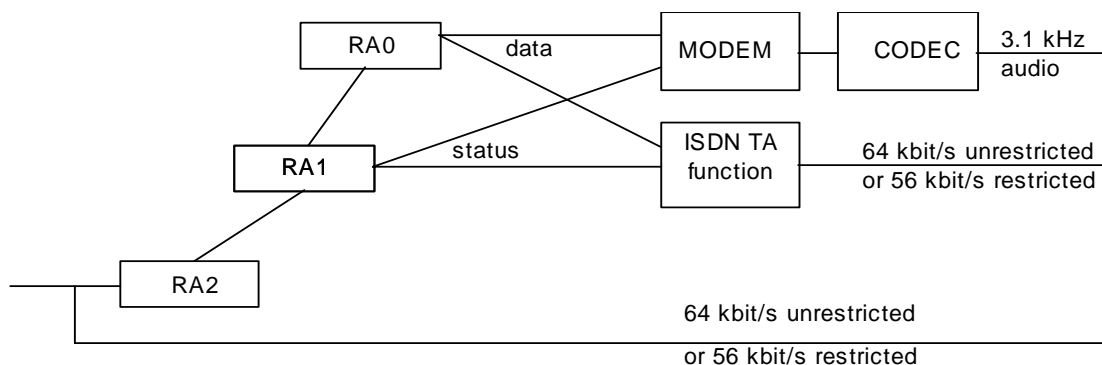 RA0
data
MODEM
CODEC
3.1 kHz
audio
RA1
status
ISDN TA
function
64 kbit/s unrestricted
or 56 kbit/s restricted
RA2
64 kbit/s unrestricted
or 56 kbit/s restricted